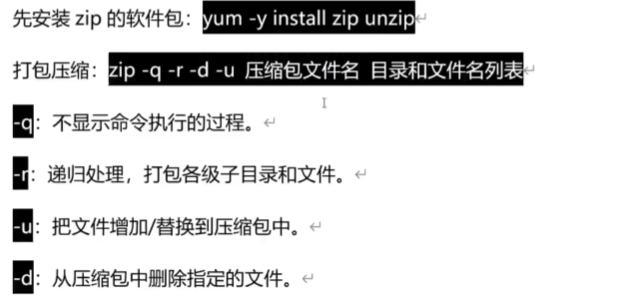 先安装 zip 的软件包：yum -y install zip unzip↵
打包压缩：zip -q -r -d -u 压缩包文件名 目录和文件名列表↵
-q：不显示命令执行的过程。↵
-r：递归处理，打包各级子目录和文件。↵
-u：把文件增加/替换到压缩包中。↵
-d：从压缩包中删除指定的文件。↵